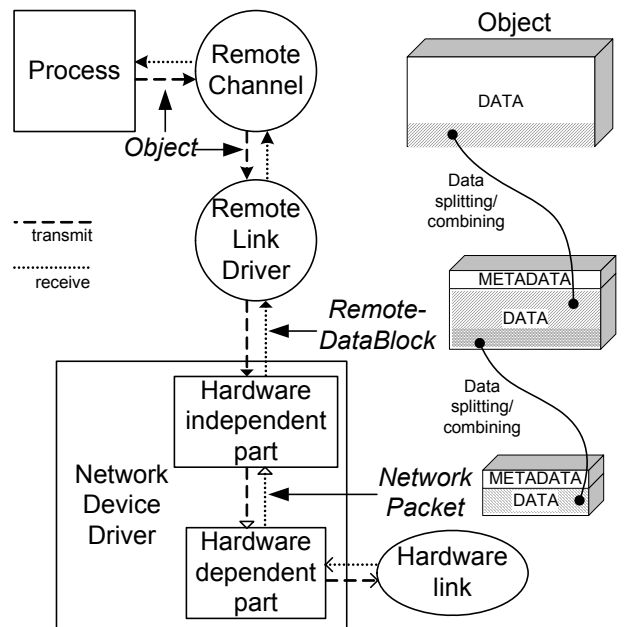 Object
Process
Remote
Channel
DATA
Object
Data
splitting/
combining
transmit
receive
Remote
Link
Driver
METADATA
DATA
Remote-
DataBlock
Data
splitting/
combining
Hardware
independent
part
Network
Device
Driver
Network
Packet
METADATA
DATA
Hardware
dependent
part
Hardware
link